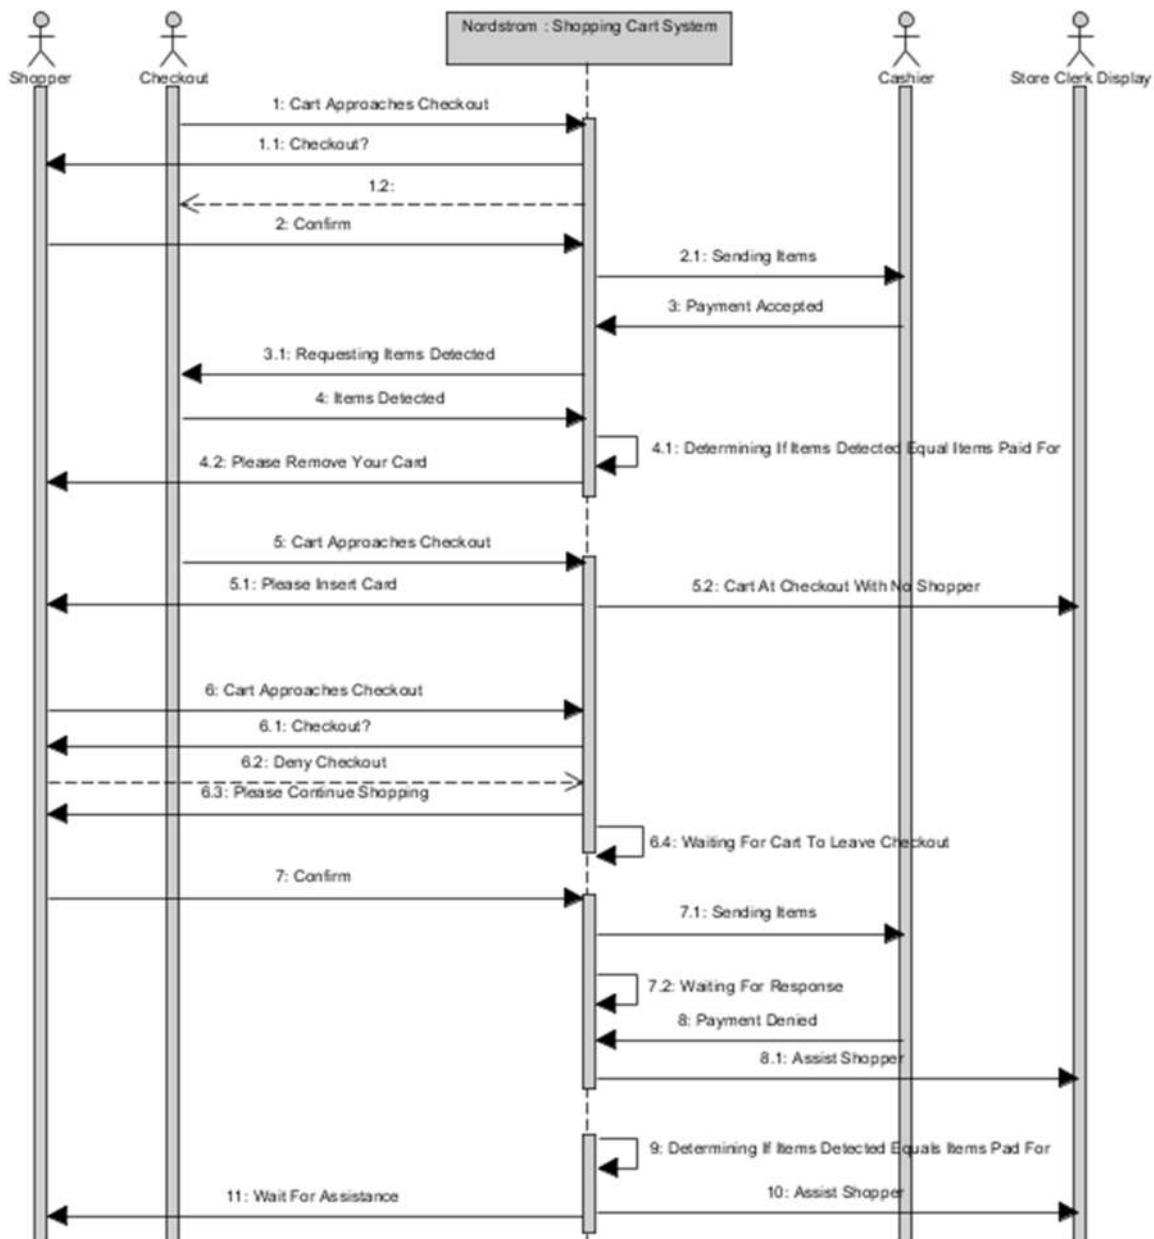 Nordstrom : Shopping Cart System
Shopper
Checkout
Cashier
Store Clerk Display
1: Cart Approaches Checkout
1.1: Checkout?
1.2:
2: Confirm
2.1: Sending Items
3: Payment Accepted
3.1: Requesting Items Detected
4: Items Detected
4.1: Determining If Items Detected Equal Items Paid For
4.2: Please Remove Your Card
5: Cart Approaches Checkout
5.1: Please Insert Card
5.2: Cart At Checkout With No Shopper
6: Cart Approaches Checkout
6.1: Checkout?
6.2: Deny Checkout
6.3: Please Continue Shopping
6.4: Waiting For Cart To Leave Checkout
7: Confirm
7.1: Sending Items
7.2: Waiting For Response
8: Payment Denied
8.1: Assist Shopper
9: Determining If Items Detected Equals Items Pad For
10: Assist Shopper
11: Wait For Assistance